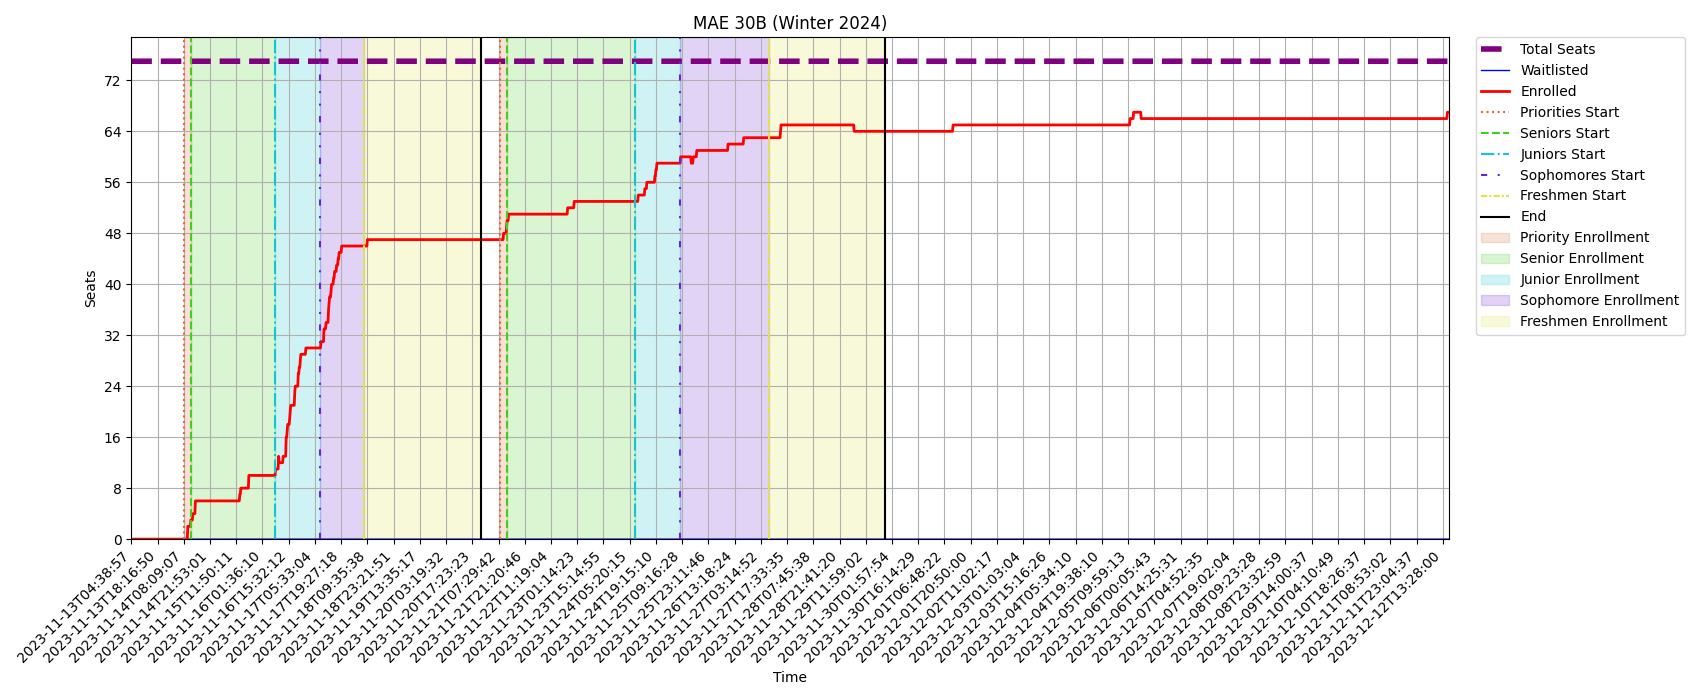 MAE 30B (Winter 2024)
Seats
72
64
56
48
40
32
24
16
8
0
2023-11-13T04:38:57
2023-11-13T18:16:50
2023-11-14T08:09:07
2023-11-14T21:53:01
2023-11-15T11:50:11
2023-11-16T01:36:10
2023-11-16T15:32:12
2023-11-17T05:33:04
2023-11-17T19:27:18
2023-11-18T09:35:38
2023-11-18T23:21:51
2023-11-19T13:35:17
2023-11-20T03:19:32
2023-11-20T17:23:23
2023-11-21T07:29:42
2023-11-21T21:20:46
2023-11-22T11:19:04
2023-11-23T01:14:23
2023-11-23T15:14:55
2023-11-24T05:20:15
2023-11-24T19:15:10
2023-11-25T09:16:28
2023-11-25T23:11:46
2023-11-26T13:18:24
2023-11-27T03:14:52
2023-11-27T17:33:35
2023-11-28T07:45:38
2023-11-28T21:41:20
2023-11-29T11:59:02
2023-11-30T01:57:54
2023-11-30T16:14:29
2023-12-01T06:48:22
2023-12-01T20:50:00
2023-12-02T11:02:17
2023-12-03T01:03:04
2023-12-03T15:16:26
2023-12-04T05:34:10
2023-12-04T19:38:10
2023-12-05T09:59:13
2023-12-06T00:05:43
2023-12-06T14:25:31
2023-12-07T04:52:35
2023-12-07T19:02:04
2023-12-08T09:23:28
2023-12-08T23:32:59
2023-12-09T14:00:37
2023-12-10T04:10:49
2023-12-10T18:26:37
2023-12-11T08:53:02
2023-12-11T23:04:37
2023-12-12T13:28:00
Time
Total Seats
Waitlisted
Enrolled
Priorities Start
Seniors Start
Juniors Start
Sophomores Start
Freshmen Start
End
Priority Enrollment
Senior Enrollment
Junior Enrollment
Sophomore Enrollment
Freshmen Enrollment